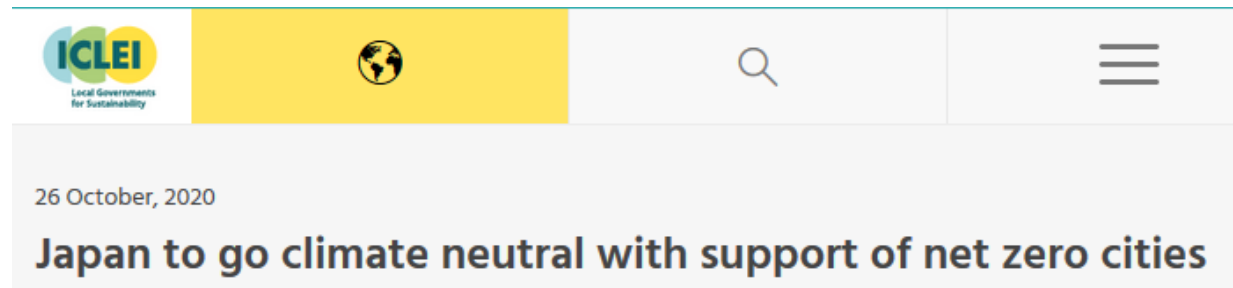 ICLEI
Local Governments
for Sustainability
26 October, 2020
Japan to go climate neutral with support of net zero cities